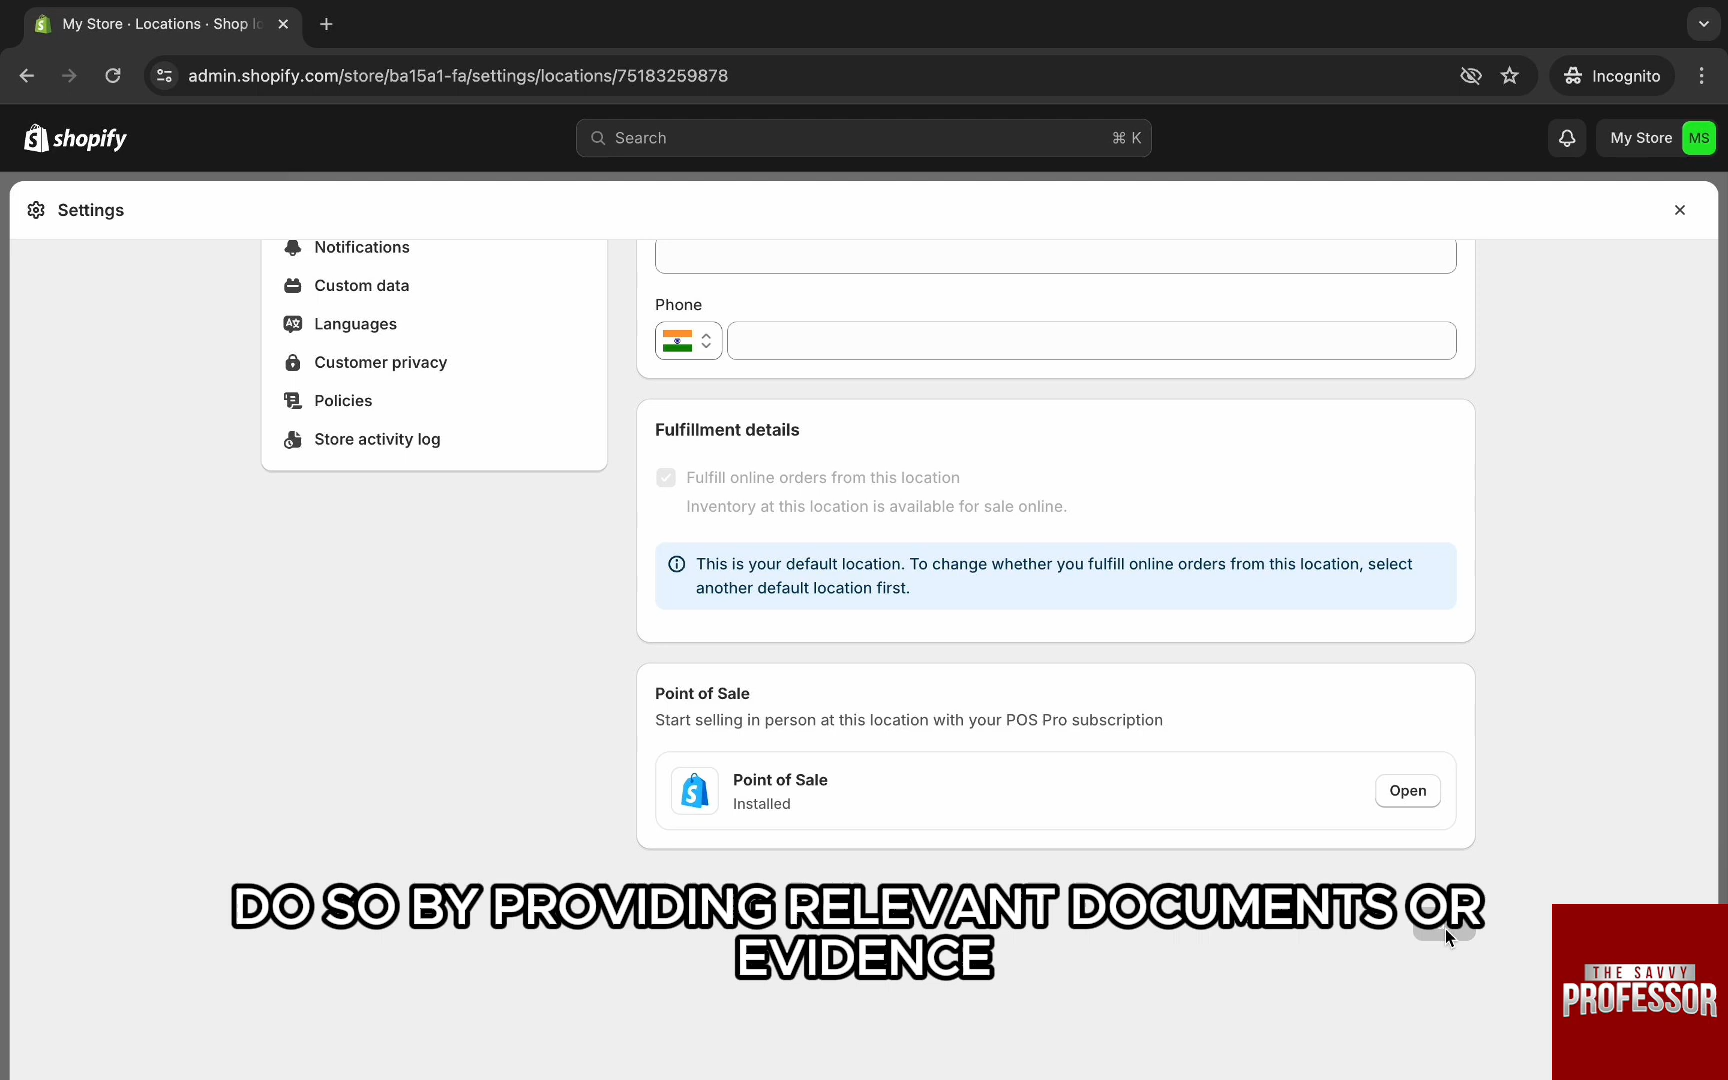 My Store · Locations · Shop
admin.shopify.com/store/ba15a1-fa/settings/locations/75183259878
Incognito
shopify
Search
⌘ K
My Store
MS
Settings
Notifications
Custom data
Languages
Customer privacy
Policies
Store activity log
Phone
Fulfillment details
Fulfill online orders from this location
Inventory at this location is available for sale online.
This is your default location. To change whether you fulfill online orders from this location, select
another default location first.
Point of Sale
Start selling in person at this location with your POS Pro subscription
Point of Sale
Installed
Open
DO SO BY PROVIDING RELEVANT DOCUMENTS OR
EVIDENCE
THE SAVVY
PROFESSOR